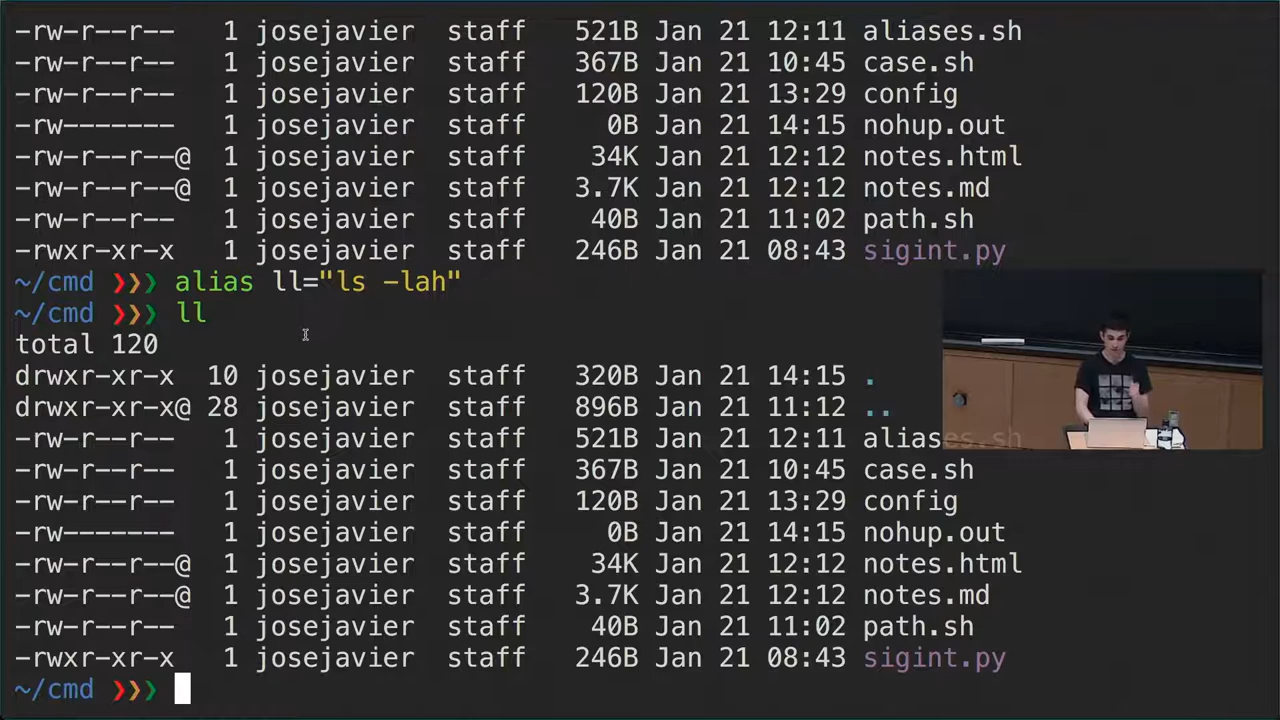 -rw-r--r-- 1 josejavier staff 521B Jan 21 12:11 aliases.sh
-rw-r--r-- 1 josejavier staff 367B Jan 21 10:45 case.sh
-rw-r--r-- 1 josejavier staff 120B Jan 21 13:29 config
-rw------- 1 josejavier staff 0B Jan 21 14:15 nohup.out
-rw-r--r--@ 1 josejavier staff 34K Jan 21 12:12 notes.html
-rw-r--r--@ 1 josejavier staff 3.7K Jan 21 12:12 notes.md
-rw-r--r-- 1 josejavier staff 40B Jan 21 11:02 path.sh
-rwxr-xr-x 1 josejavier staff 246B Jan 21 08:43 sigint.py
~/cmd ❯❯❯ alias ll="ls -lah"
~/cmd ❯❯❯ ll
total 120
drwxr-xr-x 10 josejavier staff 320B Jan 21 14:15 .
drwxr-xr-x@ 28 josejavier staff 896B Jan 21 11:12 ..
-rw-r--r-- 1 josejavier staff 521B Jan 21 12:11 aliases.sh
-rw-r--r-- 1 josejavier staff 367B Jan 21 10:45 case.sh
-rw-r--r-- 1 josejavier staff 120B Jan 21 13:29 config
-rw------- 1 josejavier staff 0B Jan 21 14:15 nohup.out
-rw-r--r--@ 1 josejavier staff 34K Jan 21 12:12 notes.html
-rw-r--r--@ 1 josejavier staff 3.7K Jan 21 12:12 notes.md
-rw-r--r-- 1 josejavier staff 40B Jan 21 11:02 path.sh
-rwxr-xr-x 1 josejavier staff 246B Jan 21 08:43 sigint.py
~/cmd ❯❯❯